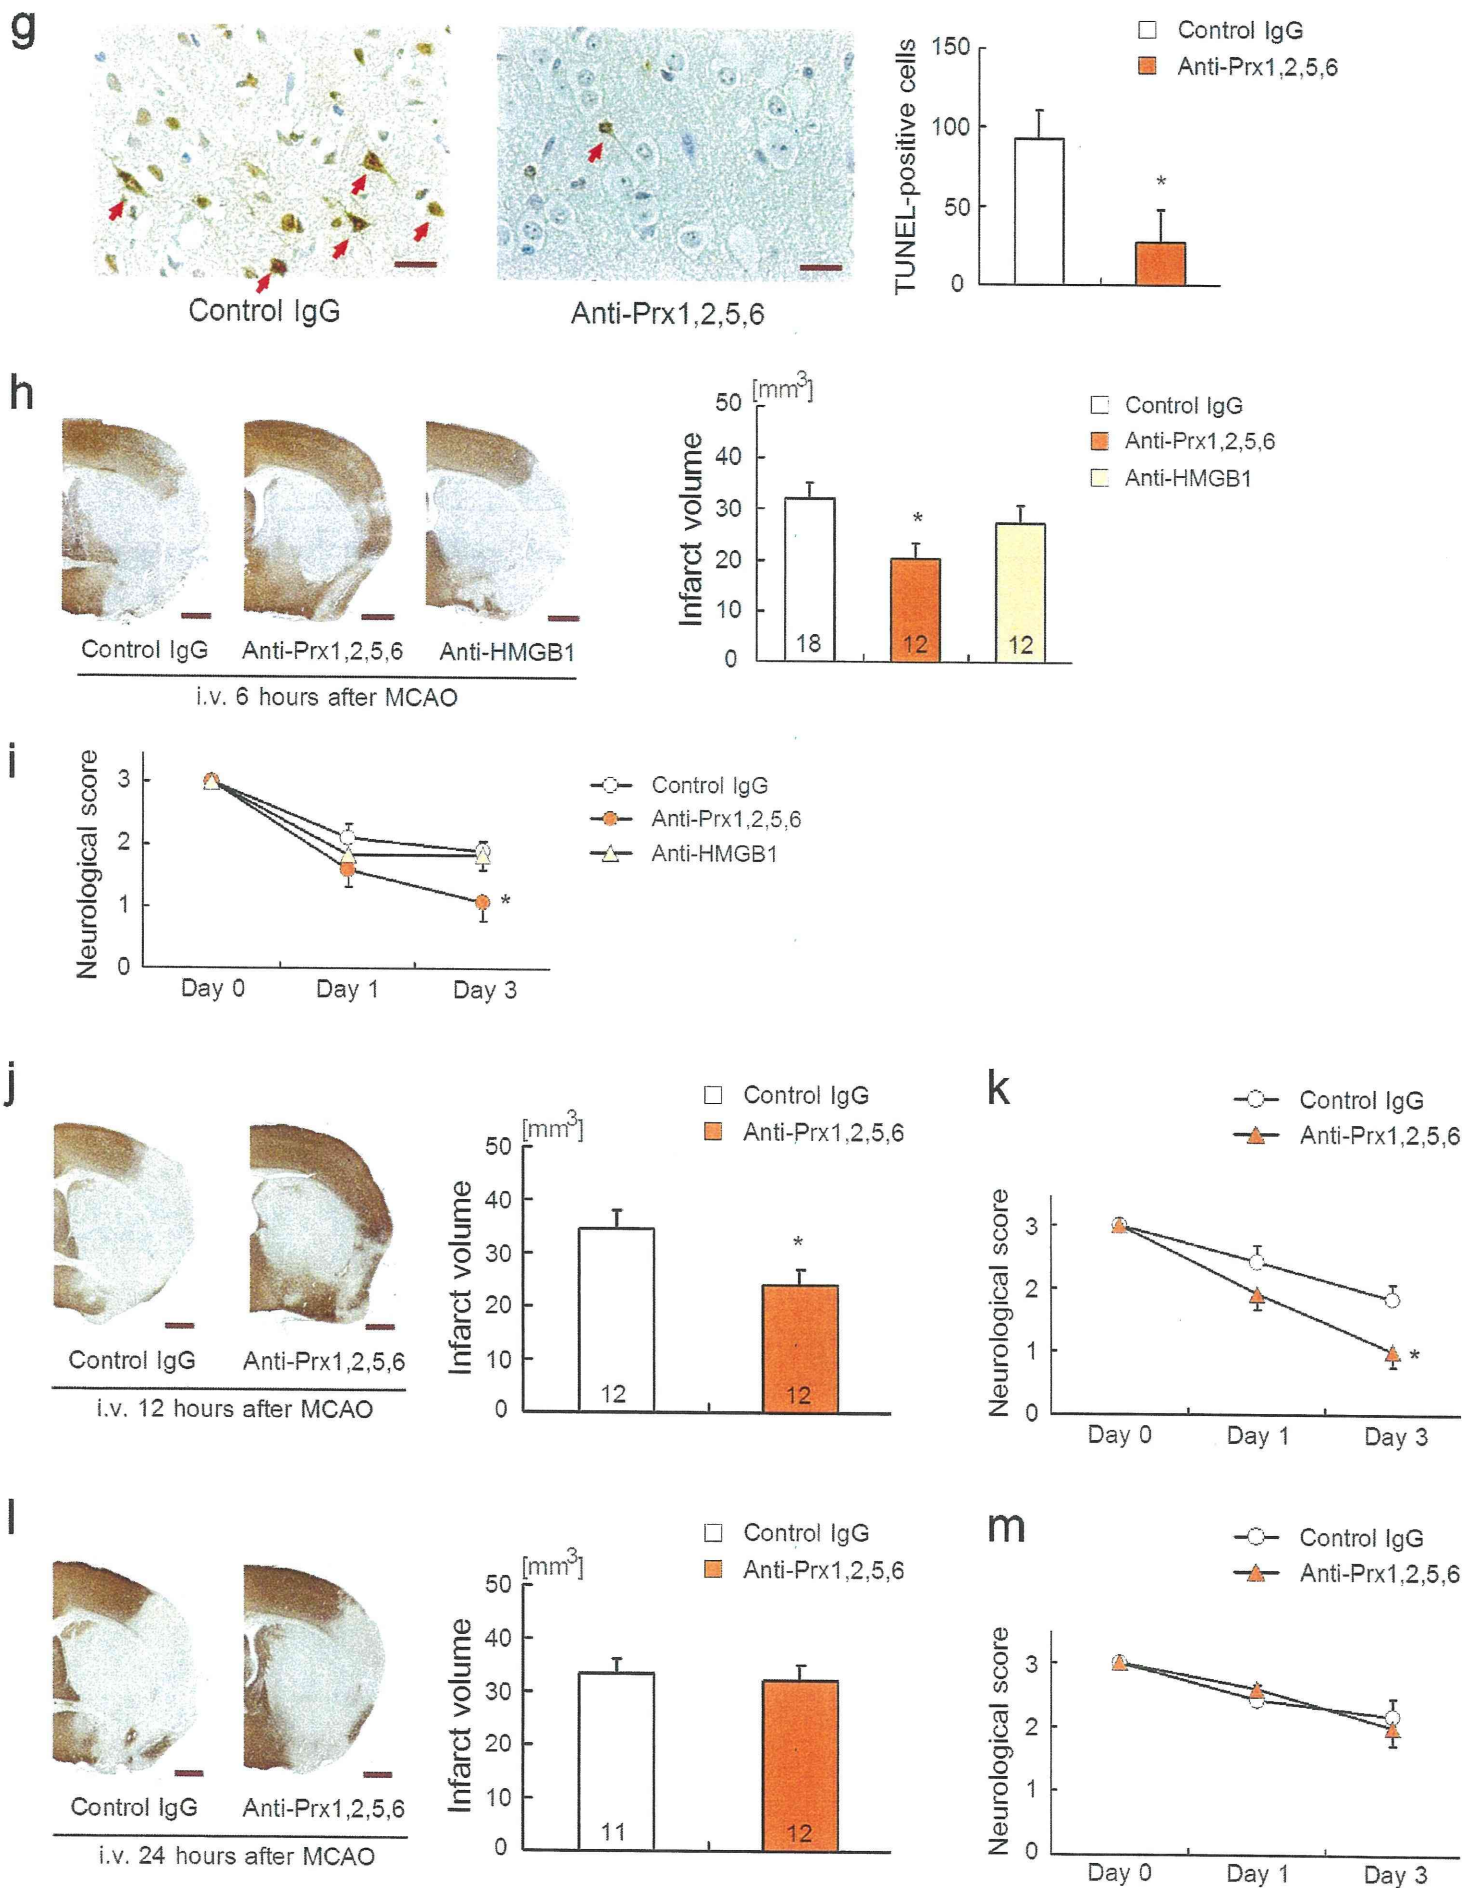 g
TUNEL-positive cells
150
100
50
0
*
Control IgG
Anti-Prx1,2,5,6
Control IgG
Anti-Prx1,2,5,6
h
Control IgG
Anti-Prx1,2,5,6
Anti-HMGB1
i.v. 6 hours after MCAO
[mm3]
Infarct volume
50
40
30
20
10
0
*
18
12
12
Control IgG
Anti-Prx1,2,5,6
Anti-HMGB1
i
Neurological score
3
2
1
0
*
Day 0
Day 1
Day 3
Control IgG
Anti-Prx1,2,5,6
Anti-HMGB1
j
Control IgG
Anti-Prx1,2,5,6
i.v. 12 hours after MCAO
[mm3]
Infarct volume
50
40
30
20
10
0
*
12
12
Control IgG
Anti-Prx1,2,5,6
k
Control IgG
Anti-Prx1,2,5,6
Neurological score
3
2
1
0
*
Day 0
Day 1
Day 3
l
Control IgG
Anti-Prx1,2,5,6
i.v. 24 hours after MCAO
[mm3]
Infarct volume
50
40
30
20
10
0
11
12
Control IgG
Anti-Prx1,2,5,6
m
Control IgG
Anti-Prx1,2,5,6
Neurological score
3
2
1
0
Day 0
Day 1
Day 3